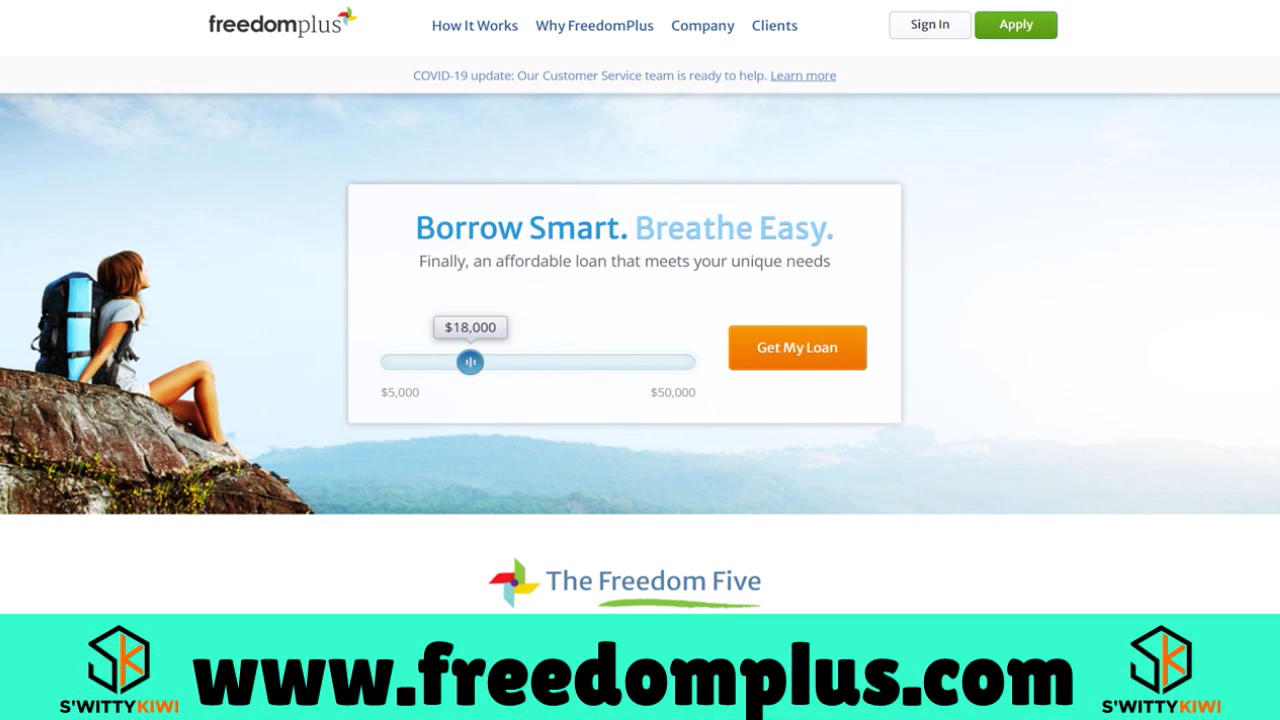 freedomplus
How It Works Why FreedomPlus Company Clients
Sign In Apply
COVID-19 update: Our Customer Service team is ready to help. Learn more
Borrow Smart. Breathe Easy.
Finally, an affordable loan that meets your unique needs
$18,000
Get My Loan
$5,000 $50,000
The Freedom Five
www.freedomplus.com
SK
S'WITTYKIWI
SK
S'WITTYKIWI